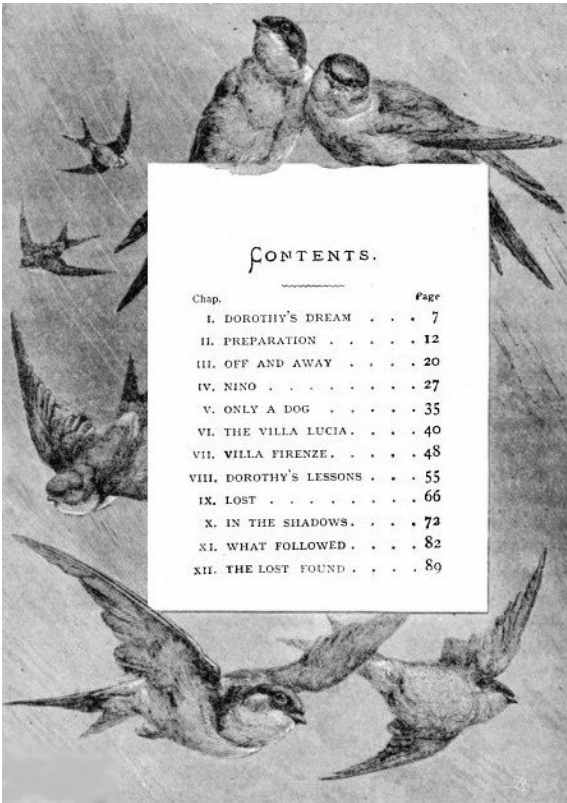 CONTENTS.
Chap. Page
I. DOROTHY'S DREAM . . . 7
II. PREPARATION . . . . . 12
III. OFF AND AWAY . . . . 20
IV. NINO . . . . . . . . 27
V. ONLY A DOG . . . . . 35
VI. THE VILLA LUCIA . . . . 40
VII. VILLA FIRENZE . . . . . 48
VIII. DOROTHY'S LESSONS . . . 55
IX. LOST . . . . . . . . 66
X. IN THE SHADOWS . . . . 72
XI. WHAT FOLLOWED . . . . 82
XII. THE LOST FOUND . . . . 89